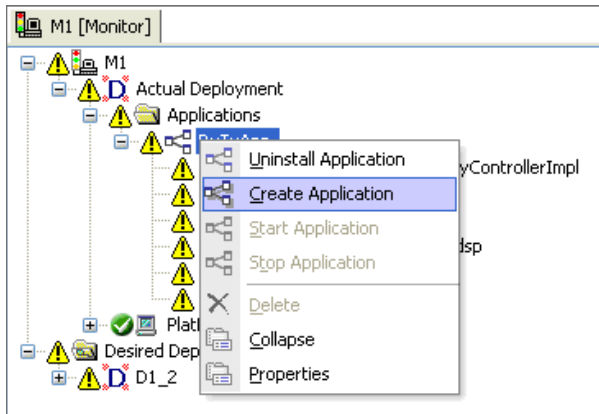 M1 [Monitor]
M1
Actual Deployment
Applications
Uninstall Application
yControllerImpl
Create Application
Start Application
dsp
Stop Application
Delete
Platf
Collapse
Desired Dep
Properties
D1_2